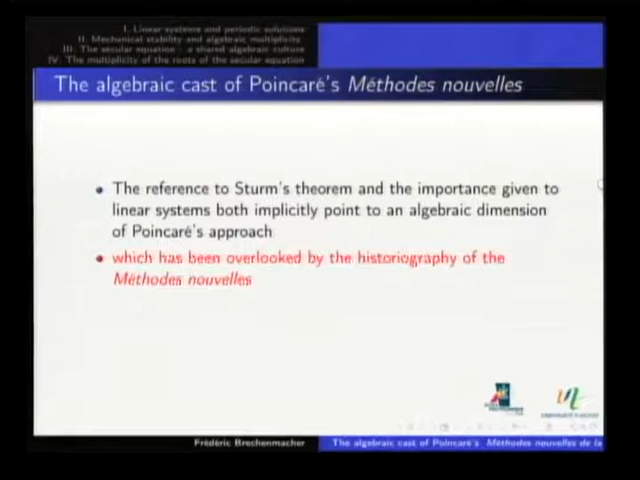 I. Linear systems and periodic solutions
II. Mechanical stability and algebraic multiplicity
III. The secular equation : a shared algebraic culture
IV. The multiplicity of the roots of the secular equation
The algebraic cast of Poincaré's Méthodes nouvelles
The reference to Sturm's theorem and the importance given to
linear systems both implicitly point to an algebraic dimension
of Poincaré's approach
which has been overlooked by the historiography of the
Méthodes nouvelles
Frédéric Brechenmacher
The algebraic cast of Poincaré's Méthodes nouvelles de la